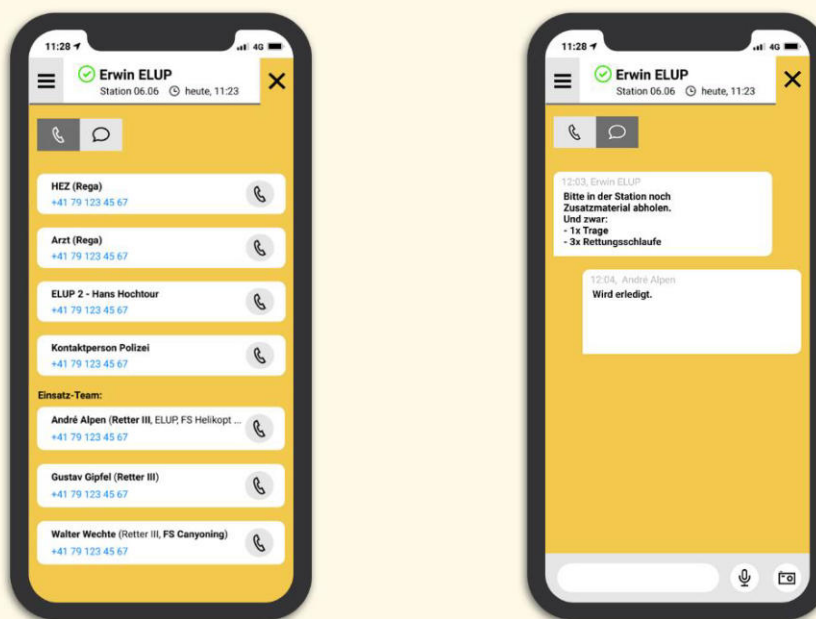 11:28 4G
Erwin ELUP
Station 06.06 heute, 11:23
HEZ (Rega)
+41 79 123 45 67
Arzt (Rega)
+41 79 123 45 67
ELUP 2 - Hans Hochtour
+41 79 123 45 67
Kontaktperson Polizei
+41 79 123 45 67
Einsatz-Team:
André Alpen (Retter III, ELUP, FS Helikopt ...
+41 79 123 45 67
Gustav Gipfel (Retter III)
+41 79 123 45 67
Walter Wechte (Retter III, FS Canyoning)
+41 79 123 45 67
11:28 4G
Erwin ELUP
Station 06.06 heute, 11:23
12:03, Erwin ELUP
Bitte in der Station noch
Zusatzmaterial abholen.
Und zwar:
- 1x Trage
- 3x Rettungsschlaufe
12:04, André Alpen
Wird erledigt.